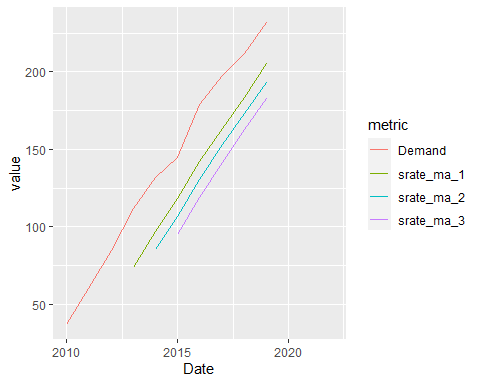 value
200
150
100
50
2010 2015 2020
Date
metric
Demand
srate_ma_1
srate_ma_2
srate_ma_3